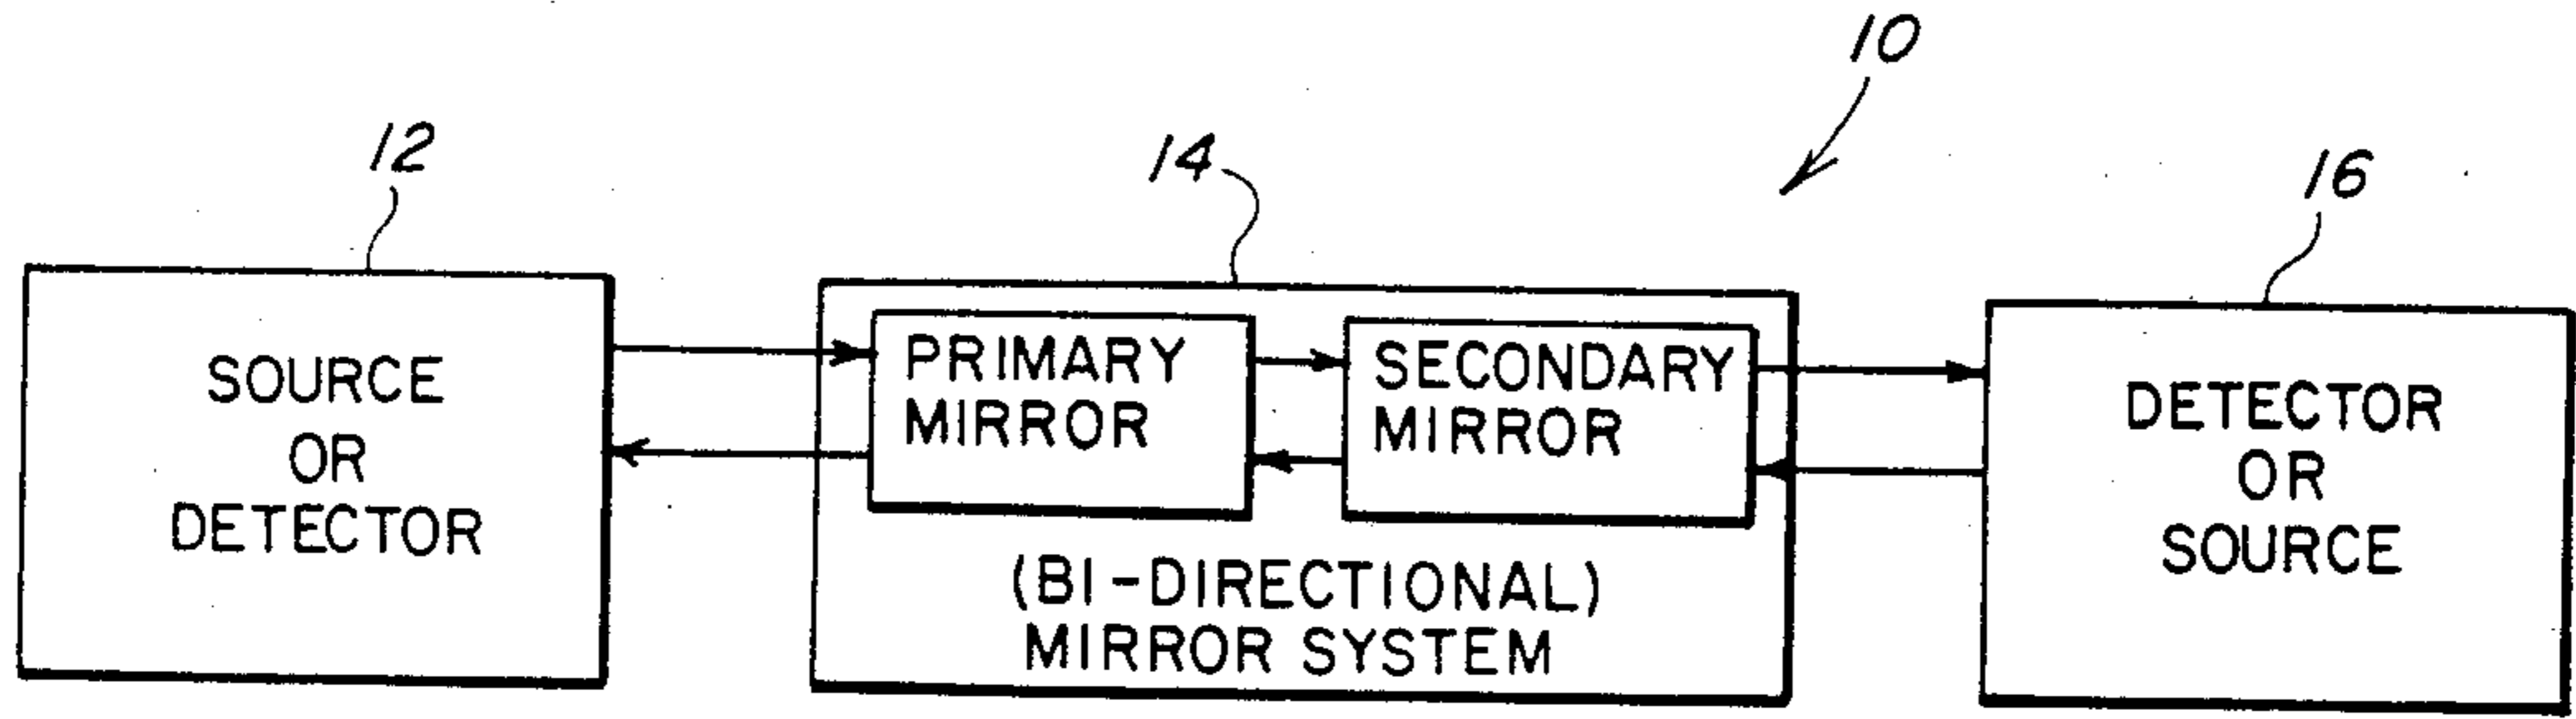 10
12
14
16
SOURCE
OR
DETECTOR
PRIMARY
MIRROR
SECONDARY
MIRROR
(BI-DIRECTIONAL)
MIRROR SYSTEM
DETECTOR
OR
SOURCE